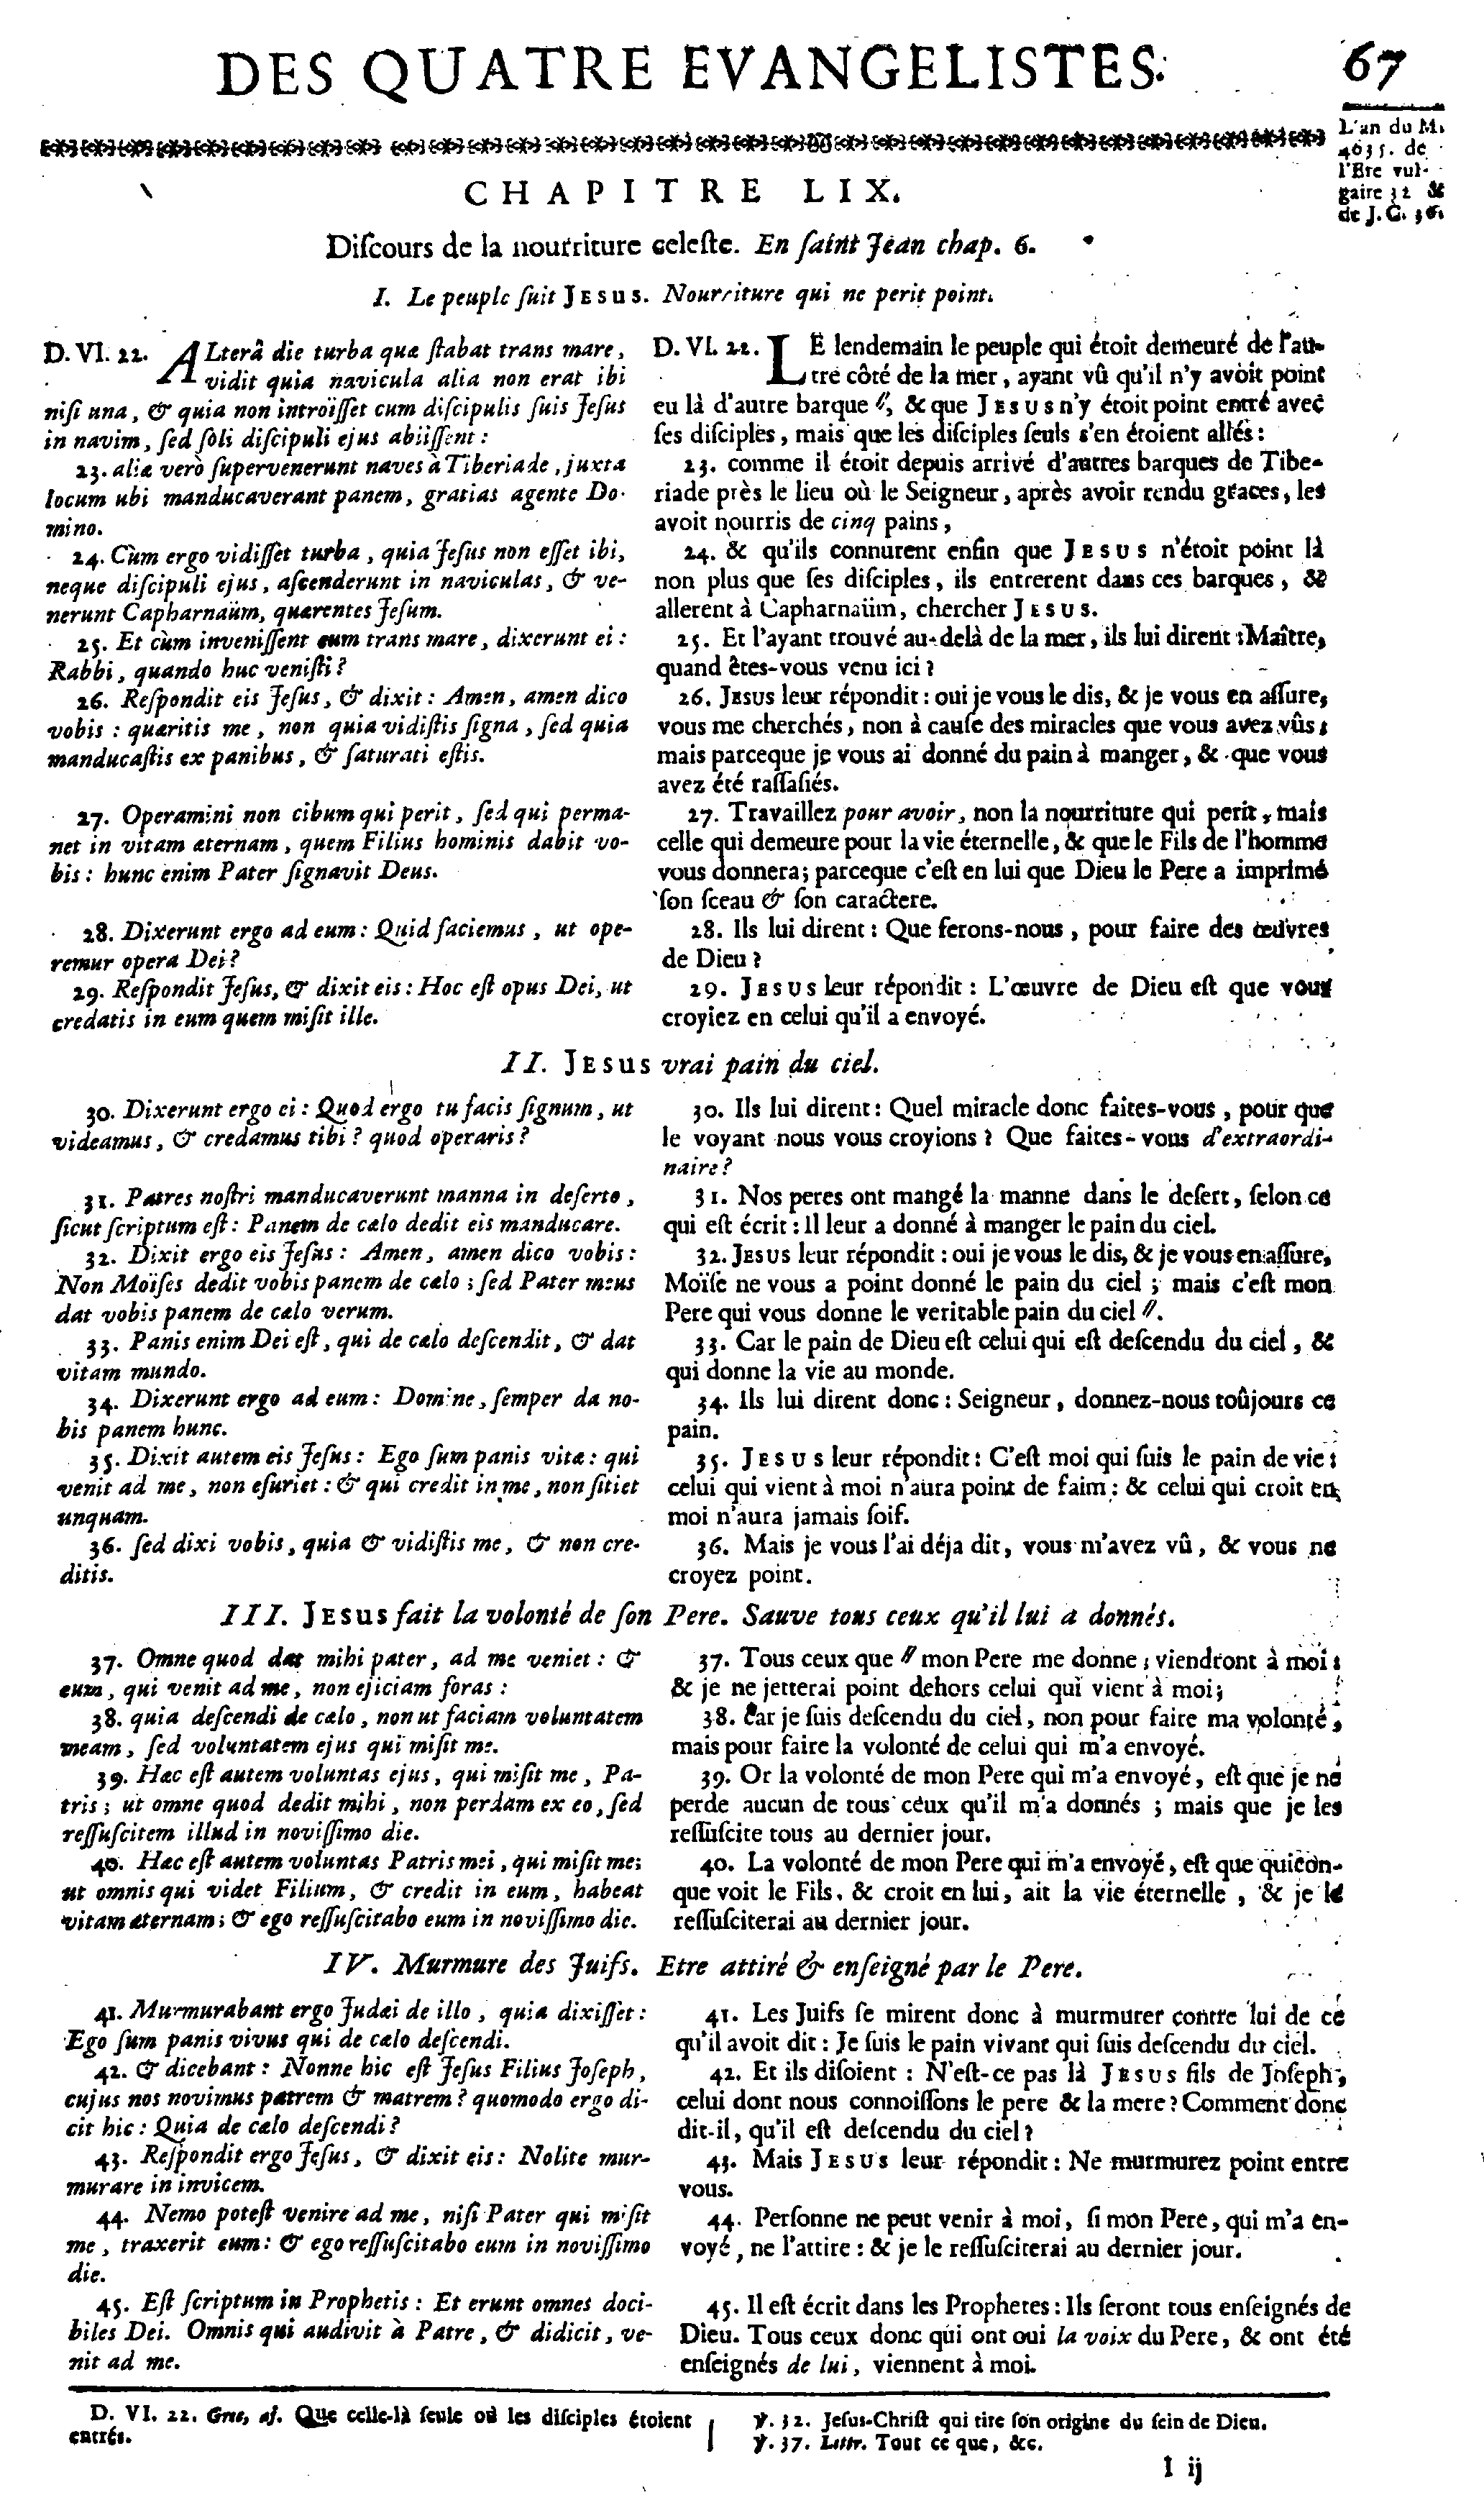 DES QUATRE EVANGELISTES.
67
L'an du M.
4035. de
l'Ere vul-
gaire 32 &
de J. C. 36.
CHAPITRE LIX.
Diſcours de la nourriture celeſte. En ſaint Jean chap. 6.
I. Le peuple ſuit JESUS. Nourriture qui ne perit point.
D. VI. 22. ALterâ die turba quæ ſtabat trans mare,
vidit quia navicula alia non erat ibi
niſi una, & quia non introïſſet cum diſcipulis ſuis Jeſus
in navim, ſed ſoli diſcipuli ejus abiiſſent:
23. aliæ verò ſupervenerunt naves à Tiberiade, juxta
locum ubi manducaverant panem, gratias agente Do-
mino.
24. Cùm ergo vidiſſet turba, quia Jeſus non eſſet ibi,
neque diſcipuli ejus, aſcenderunt in naviculas, & ve-
nerunt Capharnaüm, quærentes Jeſum.
25. Et cùm inveniſſent eum trans mare, dixerunt ei:
Rabbi, quando huc veniſti?
26. Reſpondit eis Jeſus, & dixit: Amen, amen dico
vobis: quæritis me, non quia vidiſtis ſigna, ſed quia
manducaſtis ex panibus, & ſaturati eſtis.
27. Operamini non cibum qui perit, ſed qui perma-
net in vitam æternam, quem Filius hominis dabit vo-
bis: hunc enim Pater ſignavit Deus.
28. Dixerunt ergo ad eum: Quid faciemus, ut ope-
remur opera Dei?
29. Reſpondit Jeſus, & dixit eis: Hoc eſt opus Dei, ut
credatis in eum quem miſit ille.
D. VI. 22. LE lendemain le peuple qui étoit demeuré de l'au-
tre côté de la mer, ayant vû qu'il n'y avoit point
eu là d'autre barque //, & que JESUS n'y étoit point entré avec
ſes diſciples, mais que les diſciples ſeuls s'en étoient allés:
23. comme il étoit depuis arrivé d'autres barques de Tibe-
riade près le lieu où le Seigneur, après avoir rendu graces, les
avoit nourris de cinq pains,
24. & qu'ils connurent enfin que JESUS n'étoit point là
non plus que ſes diſciples, ils entrerent dans ces barques, &
allerent à Capharnaüm, chercher JESUS.
25. Et l'ayant trouvé au-delà de la mer, ils lui dirent: Maître,
quand êtes-vous venu ici?
26. JESUS leur répondit: oui je vous le dis, & je vous en aſſure,
vous me cherchés, non à cauſe des miracles que vous avez vûs;
mais parceque je vous ai donné du pain à manger, & que vous
avez été raſſaſiés.
27. Travaillez pour avoir, non la nourriture qui perit, mais
celle qui demeure pour la vie éternelle, & que le Fils de l'homme
vous donnera; parceque c'eſt en lui que Dieu le Pere a imprimé
ſon ſceau & ſon caractere.
28. Ils lui dirent: Que ferons-nous, pour faire des œuvres
de Dieu?
29. JESUS leur répondit: L'œuvre de Dieu eſt que vous
croyiez en celui qu'il a envoyé.
II. JESUS vrai pain du ciel.
30. Dixerunt ergo ei: Quod ergo tu facis ſignum, ut
videamus, & credamus tibi? quod operaris?
31. Patres noſtri manducaverunt manna in deſerto,
ſicut ſcriptum eſt: Panem de cælo dedit eis manducare.
32. Dixit ergo eis Jeſus: Amen, amen dico vobis:
Non Moïſes dedit vobis panem de cælo; ſed Pater meus
dat vobis panem de cælo verum.
33. Panis enim Dei eſt, qui de cælo deſcendit, & dat
vitam mundo.
34. Dixerunt ergo ad eum: Domine, ſemper da no-
bis panem hunc.
35. Dixit autem eis Jeſus: Ego ſum panis vitæ: qui
venit ad me, non eſuriet: & qui credit in me, non ſitiet
unquam.
36. ſed dixi vobis, quia & vidiſtis me, & non cre-
ditis.
30. Ils lui dirent: Quel miracle donc faites-vous, pour que
le voyant nous vous croyions? Que faites-vous d'extraordi-
naire?
31. Nos peres ont mangé la manne dans le deſert, ſelon ce
qui eſt écrit: Il leur a donné à manger le pain du ciel.
32. JESUS leur répondit: oui je vous le dis, & je vous en aſſure,
Moïſe ne vous a point donné le pain du ciel; mais c'eſt mon
Pere qui vous donne le veritable pain du ciel //.
33. Car le pain de Dieu eſt celui qui eſt deſcendu du ciel, &
qui donne la vie au monde.
34. Ils lui dirent donc: Seigneur, donnez-nous toûjours ce
pain.
35. JESUS leur répondit: C'eſt moi qui ſuis le pain de vie:
celui qui vient à moi n'aura point de faim: & celui qui croit en
moi n'aura jamais ſoif.
36. Mais je vous l'ai déja dit, vous m'avez vû, & vous ne
croyez point.
III. JESUS fait la volonté de ſon Pere. Sauve tous ceux qu'il lui a donnés.
37. Omne quod dat mihi pater, ad me veniet: &
eum, qui venit ad me, non ejiciam foras:
38. quia deſcendi de cælo, non ut faciam voluntatem
meam, ſed voluntatem ejus qui miſit me.
39. Hæc eſt autem voluntas ejus, qui miſit me, Pa-
tris; ut omne quod dedit mihi, non perdam ex eo, ſed
reſſuſcitem illud in noviſſimo die.
40. Hæc eſt autem voluntas Patris mei, qui miſit me;
ut omnis qui videt Filium, & credit in eum, habeat
vitam æternam; & ego reſſuſcitabo eum in noviſſimo die.
37. Tous ceux que // mon Pere me donne, viendront à moi;
& je ne jetterai point dehors celui qui vient à moi;
38. Car je ſuis deſcendu du ciel, non pour faire ma volonté,
mais pour faire la volonté de celui qui m'a envoyé.
39. Or la volonté de mon Pere qui m'a envoyé, eſt que je ne
perde aucun de tous ceux qu'il m'a donnés; mais que je les
reſſuſcite tous au dernier jour.
40. La volonté de mon Pere qui m'a envoyé, eſt que quicon-
que voit le Fils, & croit en lui, ait la vie éternelle, & je le
reſſuſciterai au dernier jour.
IV. Murmure des Juifs. Etre attiré & enſeigné par le Pere.
41. Murmurabant ergo Judæi de illo, quia dixiſſet:
Ego ſum panis vivus qui de cælo deſcendi.
42. & dicebant: Nonne hic eſt Jeſus Filius Joſeph,
cujus nos novimus patrem & matrem? quomodo ergo di-
cit hic: Quia de cælo deſcendi?
43. Reſpondit ergo Jeſus, & dixit eis: Nolite mur-
murare in invicem.
44. Nemo poteſt venire ad me, niſi Pater qui miſit
me, traxerit eum: & ego reſſuſcitabo eum in noviſſimo
die.
45. Eſt ſcriptum in Prophetis: Et erunt omnes doci-
biles Dei. Omnis qui audivit à Patre, & didicit, ve-
nit ad me.
41. Les Juifs ſe mirent donc à murmurer contre lui de ce
qu'il avoit dit: Je ſuis le pain vivant qui ſuis deſcendu du ciel.
42. Et ils diſoient: N'eſt-ce pas là JESUS fils de Joſeph,
celui dont nous connoiſſons le pere & la mere? Comment donc
dit-il, qu'il eſt deſcendu du ciel?
43. Mais JESUS leur répondit: Ne murmurez point entre
vous.
44. Perſonne ne peut venir à moi, ſi mon Pere, qui m'a en-
voyé, ne l'attire: & je le reſſuſciterai au dernier jour.
45. Il eſt écrit dans les Prophetes: Ils ſeront tous enſeignés de
Dieu. Tous ceux donc qui ont oui la voix du Pere, & ont été
enſeignés de lui, viennent à moi.
D. VI. 22. Grec, aj. Que celle-là ſeule où les diſciples étoient
entrés.
℣. 32. Jeſus-Chriſt qui tire ſon origine du ſein de Dieu.
℣. 37. Lettr. Tout ce que, &c.
I ij